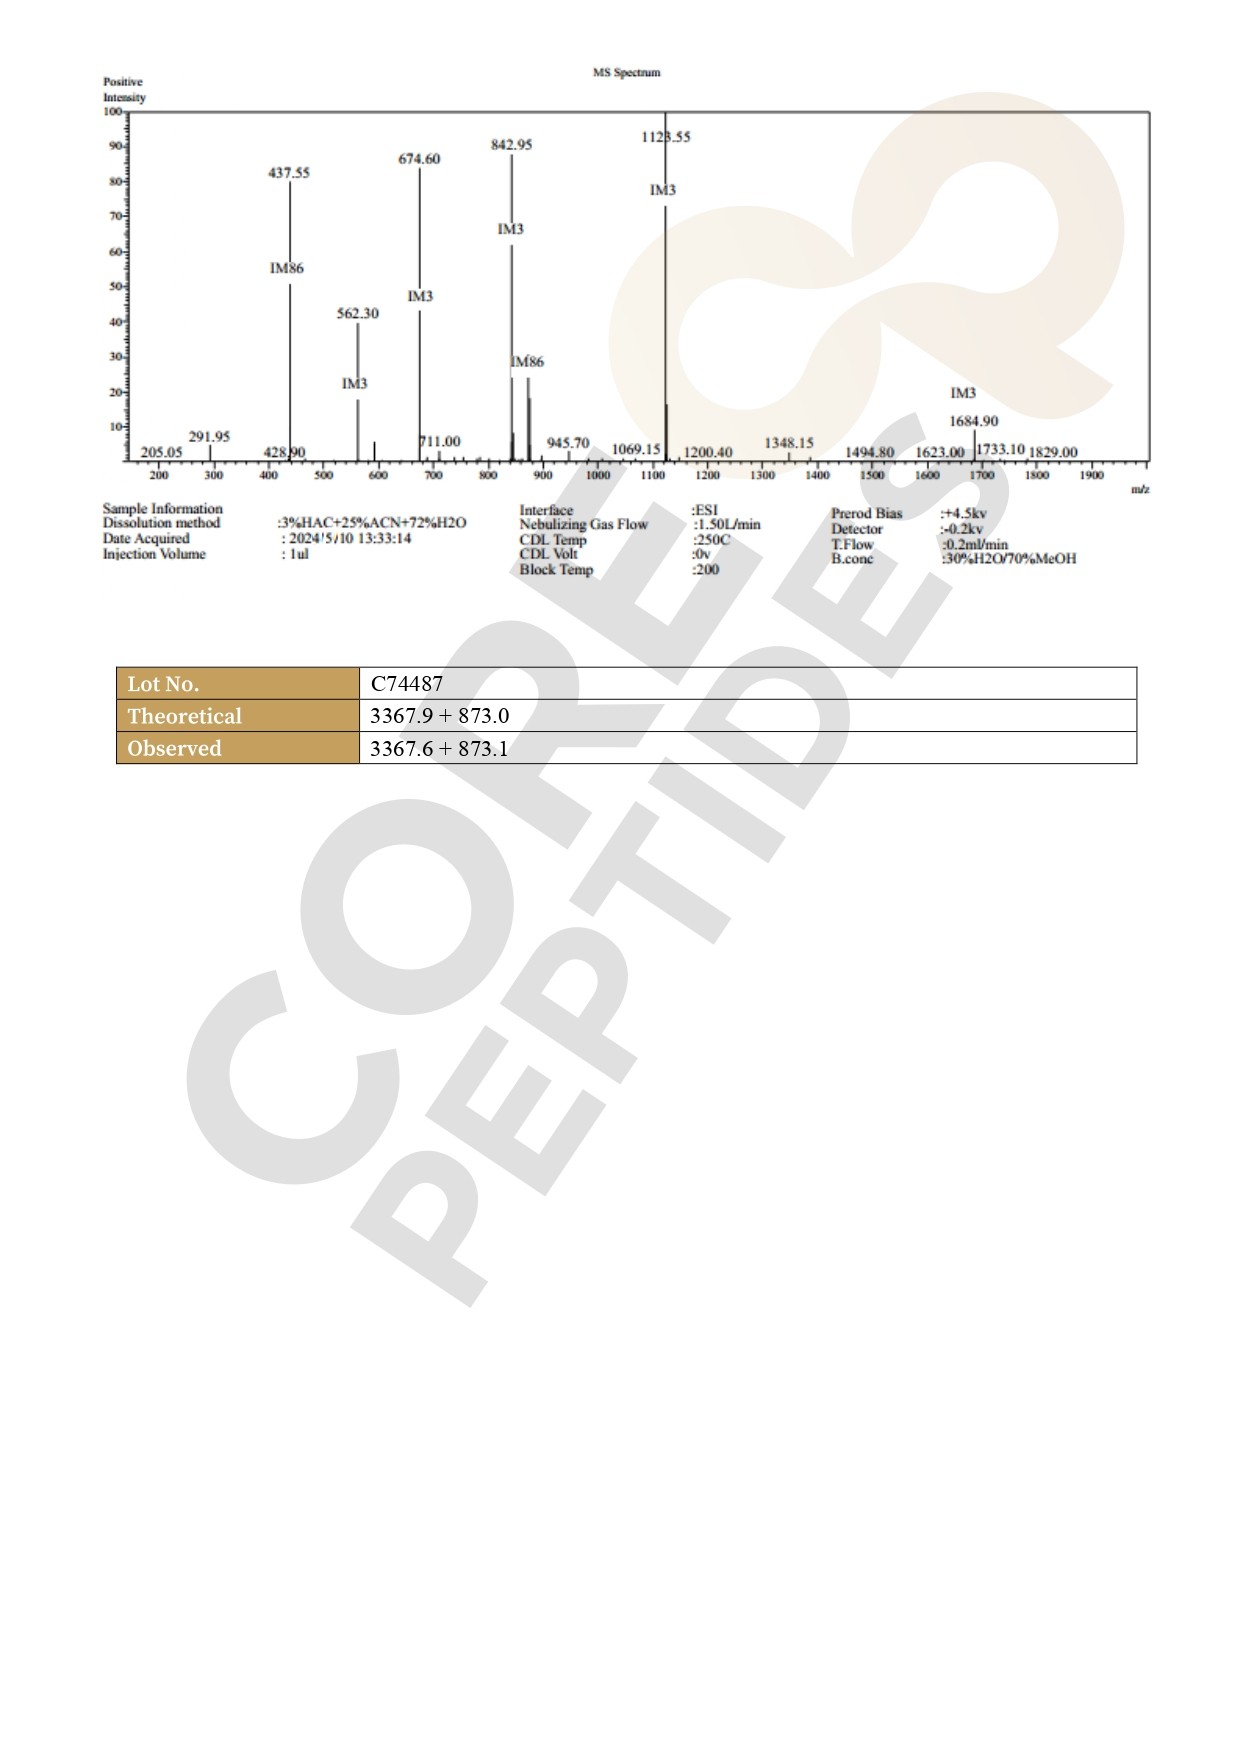 MS Spectrum
Positive
Intensity
100
90
80
70
60
50
40
30
20
10
437.55
IM86
562.30
IM3
674.60
IM3
842.95
IM3
IM86
1123.55
IM3
IM3
1684.90
205.05
291.95
428.90
711.00
945.70
1069.15
1200.40
1348.15
1494.80
1623.00
1733.10
1829.00
200 300 400 500 600 700 800 900 1000 1100 1200 1300 1400 1500 1600 1700 1800 1900
m/z
Sample Information
Dissolution method :3%HAC+25%ACN+72%H2O
Date Acquired : 2024'5/10 13:33:14
Injection Volume : 1ul
Interface :ESI
Nebulizing Gas Flow :1.50L/min
CDL Temp :250C
CDL Volt :0v
Block Temp :200
Prerod Bias :+4.5kv
Detector :-0.2kv
T.Flow :0.2ml/min
B.conc :30%H2O/70%MeOH
Lot No. C74487
Theoretical 3367.9 + 873.0
Observed 3367.6 + 873.1
CORE
PEPTIDES